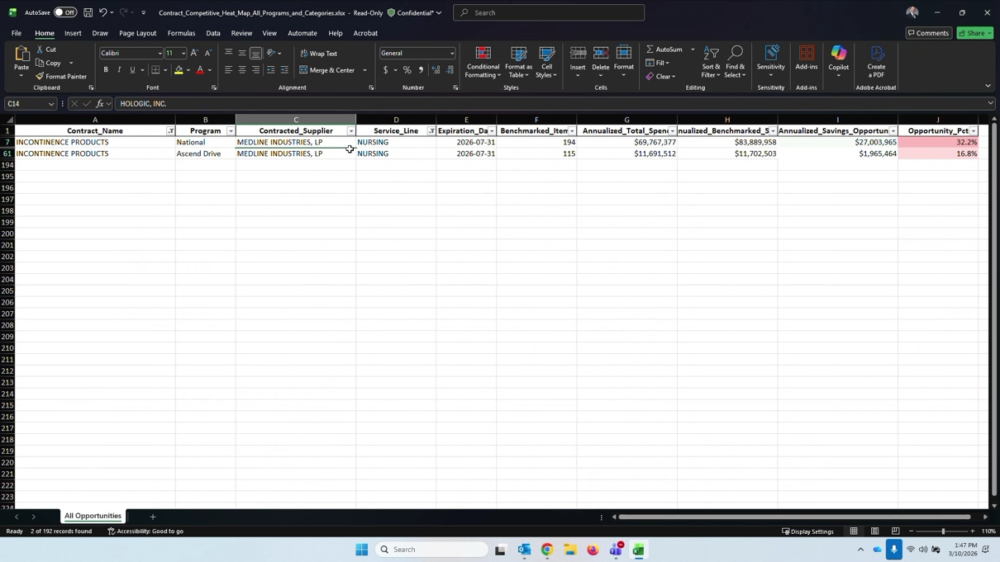 AutoSave Off Contract_Competitive_Heat_Map_All_Programs_and_Categories.xlsx - Read-Only Confidential* Search
File Home Insert Draw Page Layout Formulas Data Review View Automate Help Acrobat Comments Share
Paste Cut Copy Format Painter Clipboard
Calibri 11 B I U Font
Wrap Text Merge & Center Alignment
General $ % Number
Conditional Formatting Format as Table Cell Styles Styles
Insert Delete Format Cells
AutoSum Fill Clear Sort & Filter Find & Select Editing
Sensitivity Sensitivity
Add-ins Add-ins
Copilot
Create a PDF Adobe Acrobat
C14 fx HOLOGIC, INC.
A B C D E F G H I J
1 Contract_Name Program Contracted_Supplier Service_Line Expiration_Da Benchmarked_Item Annualized_Total_Spen nualized_Benchmarked_S Annualized_Savings_Opportun Opportunity_Pct
7 INCONTINENCE PRODUCTS National MEDLINE INDUSTRIES, LP NURSING 2026-07-31 194 $69,767,377 $83,889,958 $27,003,965 32.2%
61 INCONTINENCE PRODUCTS Ascend Drive MEDLINE INDUSTRIES, LP NURSING 2026-07-31 115 $11,691,512 $11,702,503 $1,965,464 16.8%
194
195
196
197
198
199
200
201
202
203
204
205
206
207
208
209
210
211
212
213
214
215
216
217
218
219
220
221
222
223
224
All Opportunities
Ready 2 of 192 records found Accessibility: Good to go Display Settings 110%
Search
1:47 PM
3/10/2026